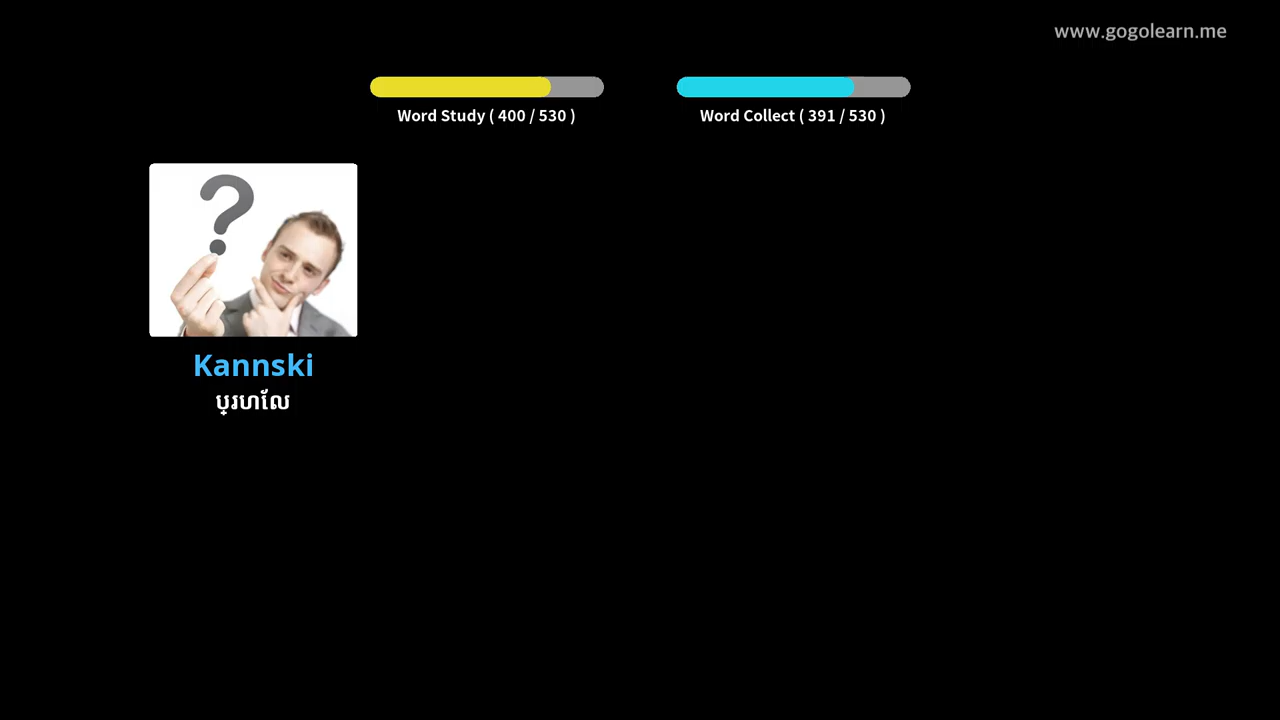 www.gogolearn.me
Word Study ( 400 / 530 )
Word Collect ( 391 / 530 )
Kannski
ប្រហលែ